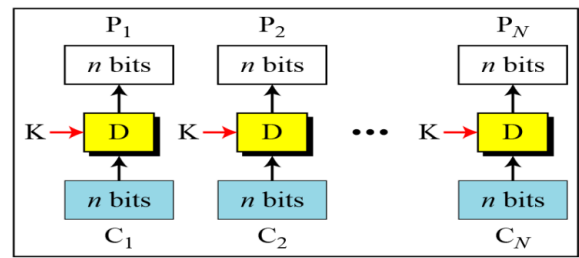 P1 P2 PN
n bits n bits n bits
K D K D ••• K D
n bits n bits n bits
C1 C2 CN